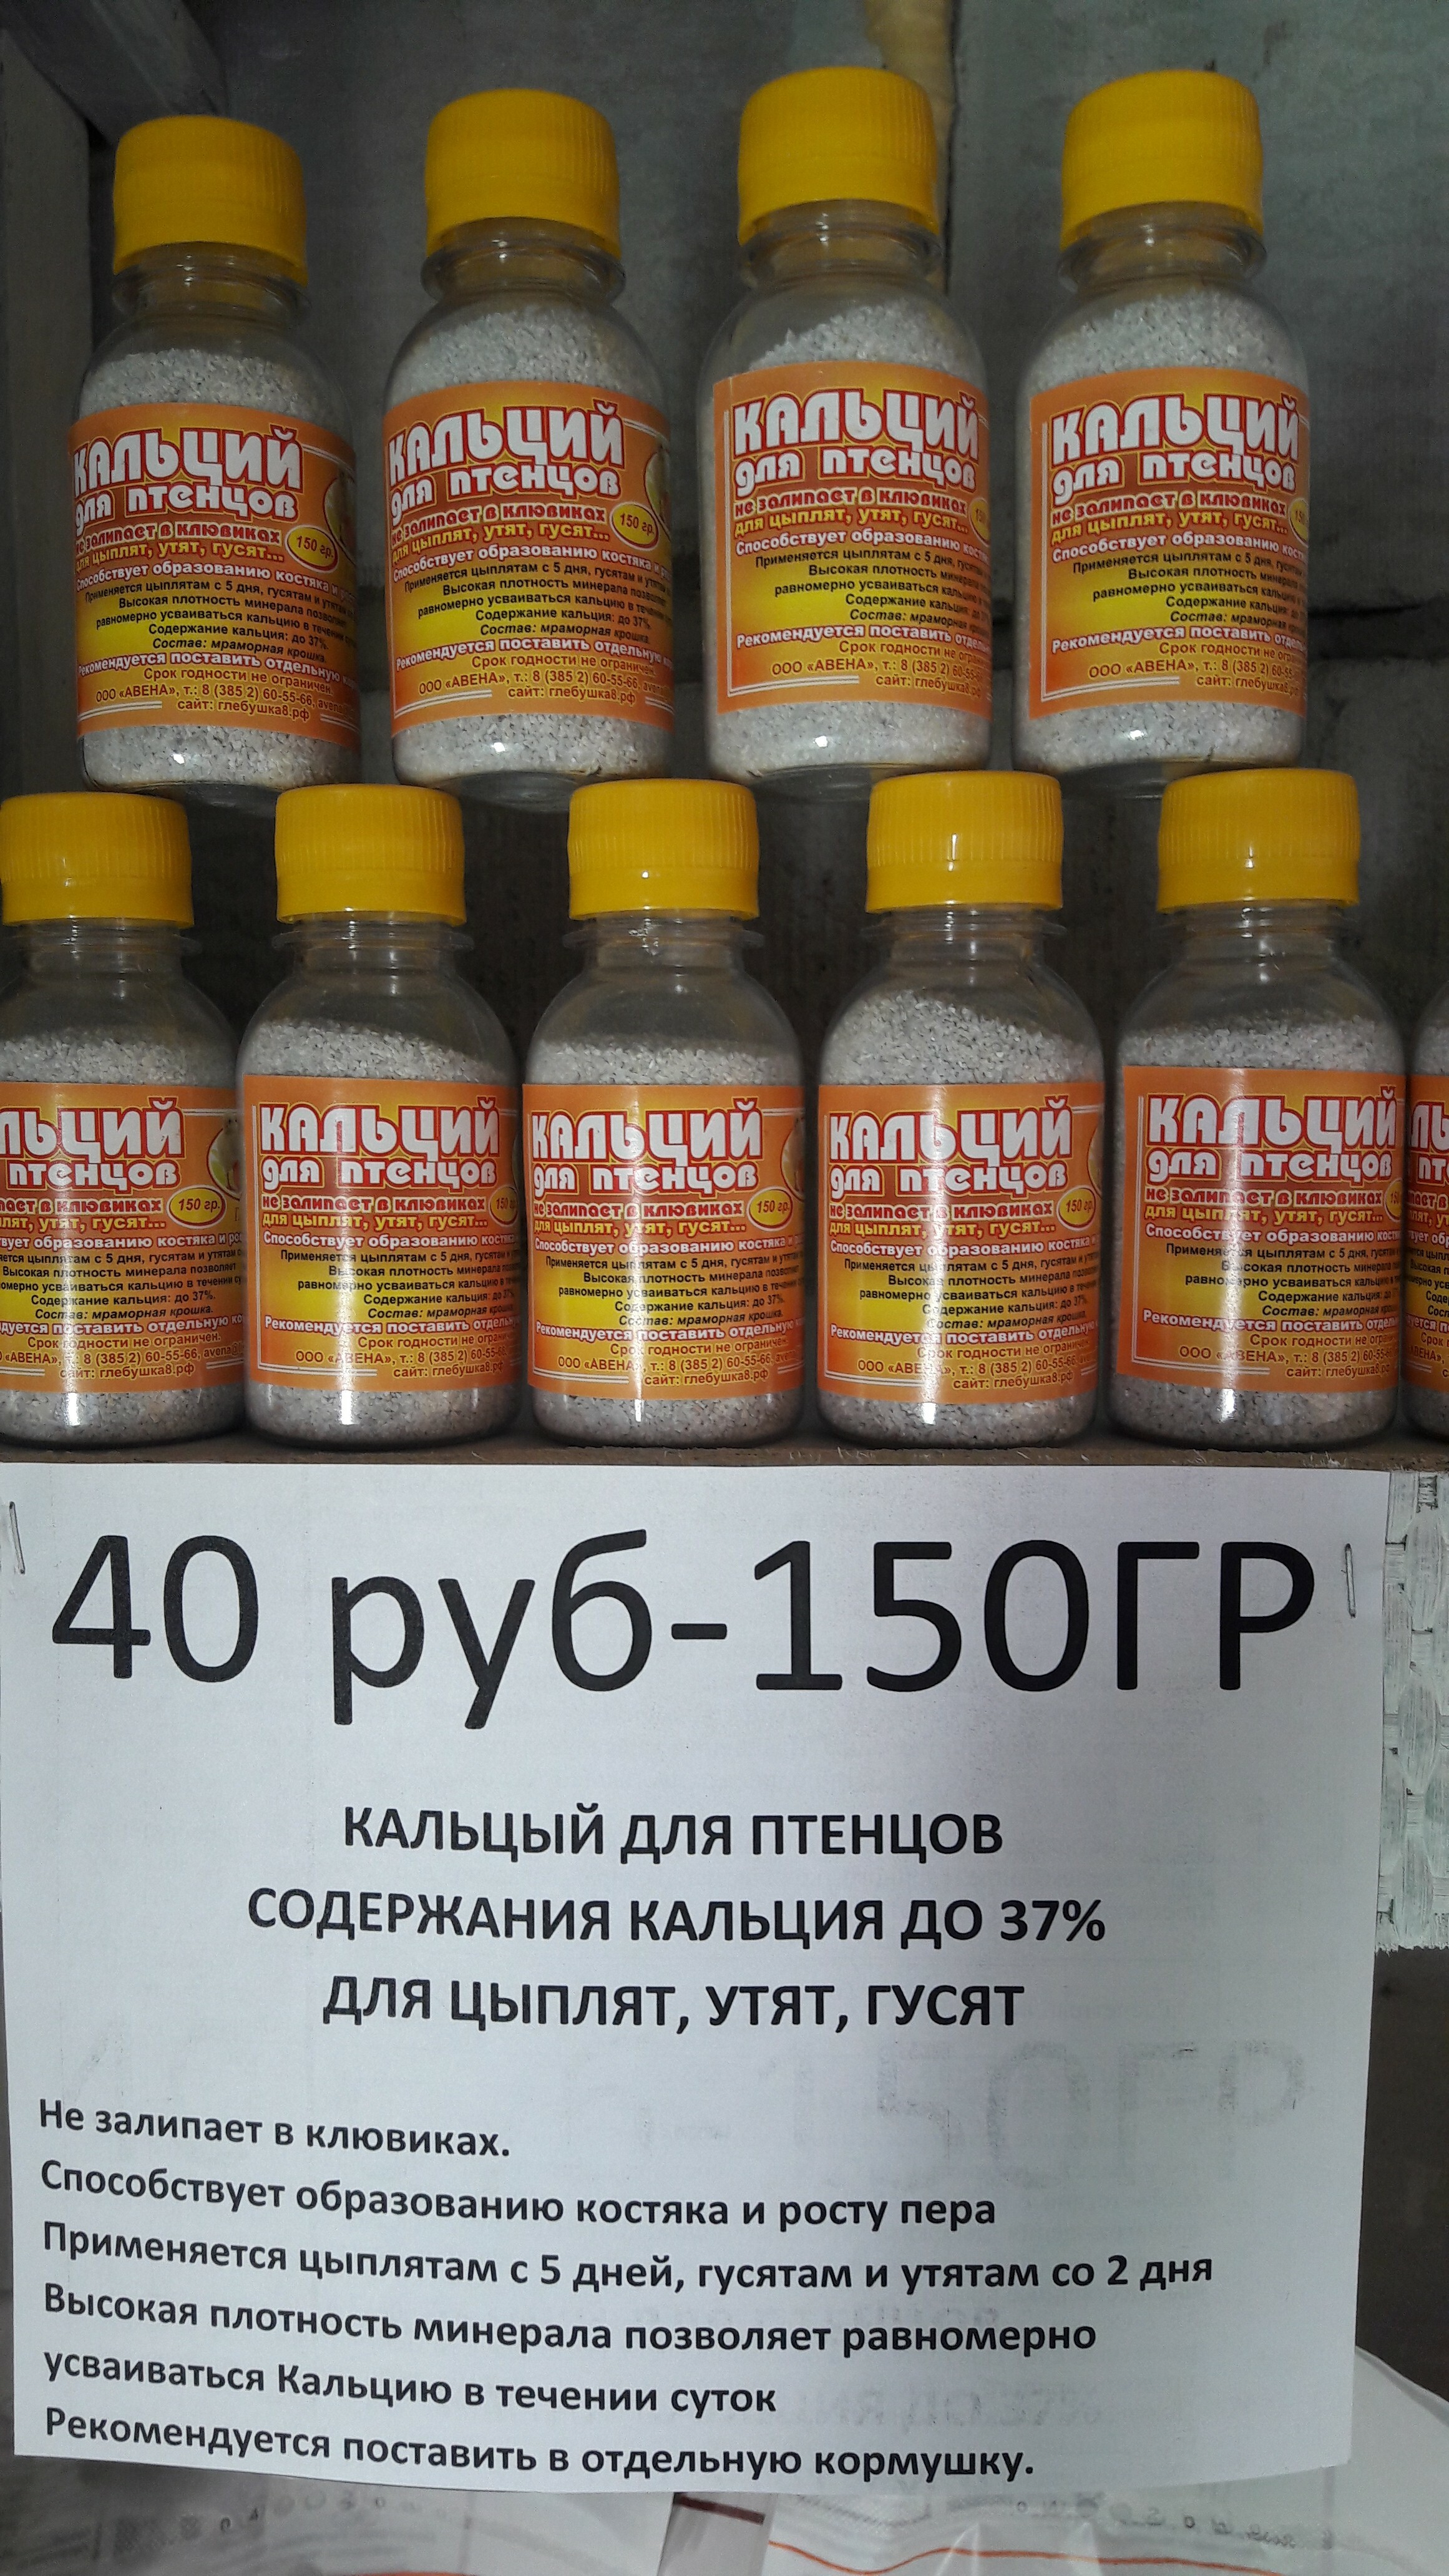 Кальций
для птенцов
не залипает в клювиках
для цыплят, утят, гусят...
150 гр.
Способствует образованию костяка и
Применяется цыплятам с 5 дня, гусятам и утятам
Высокая плотность минерала позволяет
равномерно усваиваться кальцию в течении
Содержание кальция: до 37%.
Состав: мраморная крошка.
Рекомендуется поставить отдельную
Срок годности не ограничен.
ООО «АВЕНА», т.: 8 (385 2) 60-55-66,
сайт: глебушка8.рф
40 руб-150ГР
КАЛЬЦЫЙ ДЛЯ ПТЕНЦОВ
СОДЕРЖАНИЯ КАЛЬЦИЯ ДО 37%
ДЛЯ ЦЫПЛЯТ, УТЯТ, ГУСЯТ
Не залипает в клювиках.
Способствует образованию костяка и росту пера
Применяется цыплятам с 5 дней, гусятам и утятам со 2 дня
Высокая плотность минерала позволяет равномерно
усваиваться Кальцию в течении суток
Рекомендуется поставить в отдельную кормушку.